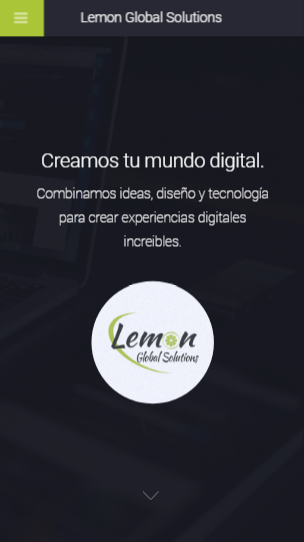 Lemon Global Solutions
Creamos tu mundo digital.
Combinamos ideas, diseño y tecnología
para crear experiencias digitales
increíbles.
Lemon
Global Solutions